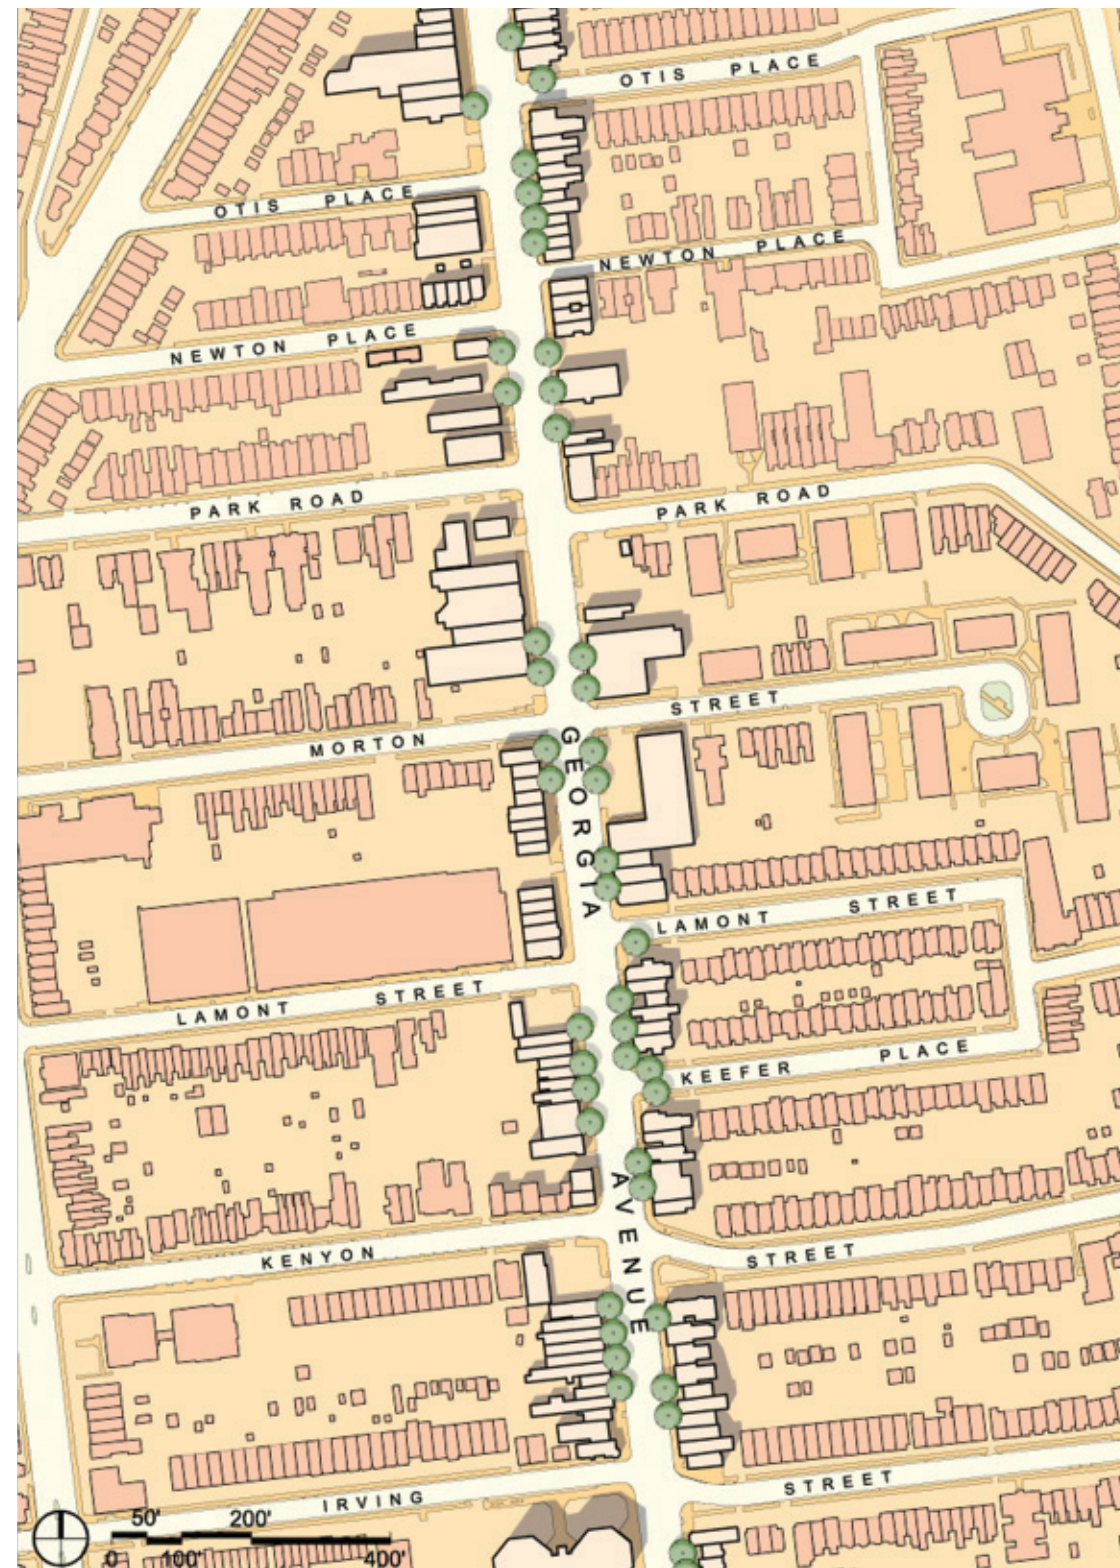 OTIS PLACE
OTIS PLACE
NEWTON PLACE
NEWTON PLACE
PARK ROAD
PARK ROAD
STREET
MORTON
GEORGIA
STREET
LAMONT
LAMONT STREET
KEEFER PLACE
AVENUE
KENYON
STREET
STREET
IRVING
50' 200'
0 100' 400'